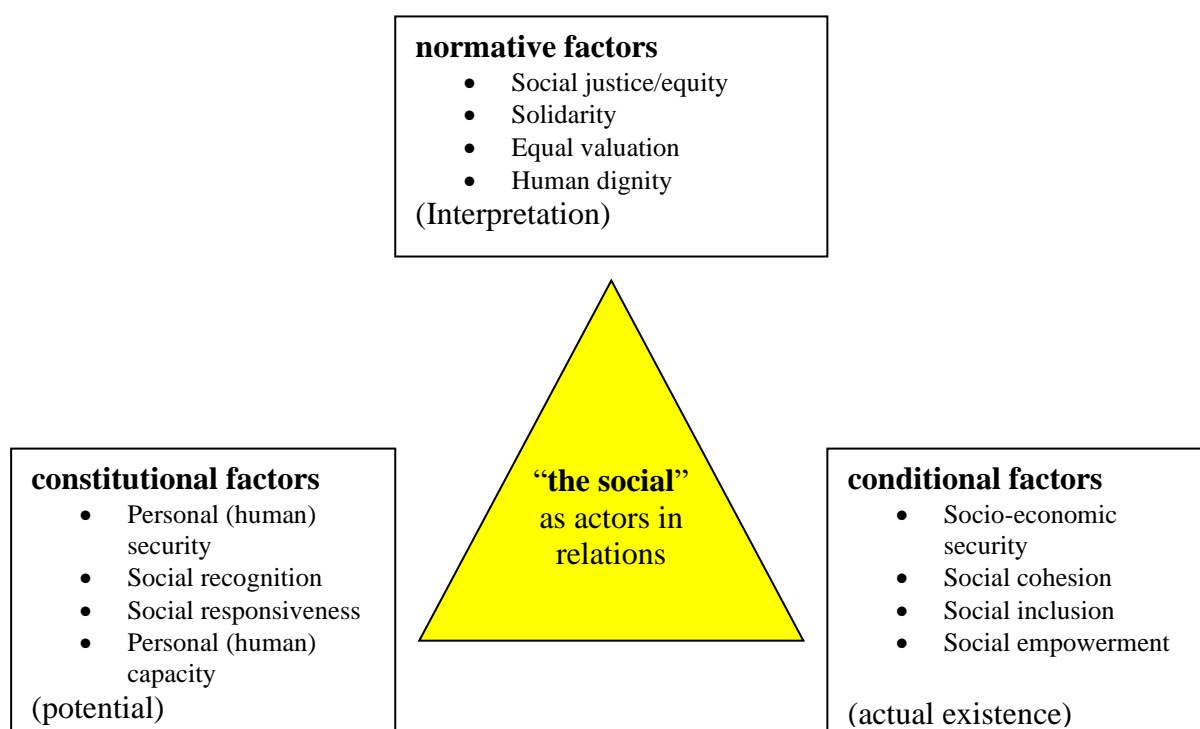 normative factors
• Social justice/equity
• Solidarity
• Equal valuation
• Human dignity
(Interpretation)
constitutional factors
• Personal (human)
security
• Social recognition
• Social responsiveness
• Personal (human)
capacity
(potential)
“the social”
as actors in
relations
conditional factors
• Socio-economic
security
• Social cohesion
• Social inclusion
• Social empowerment
(actual existence)